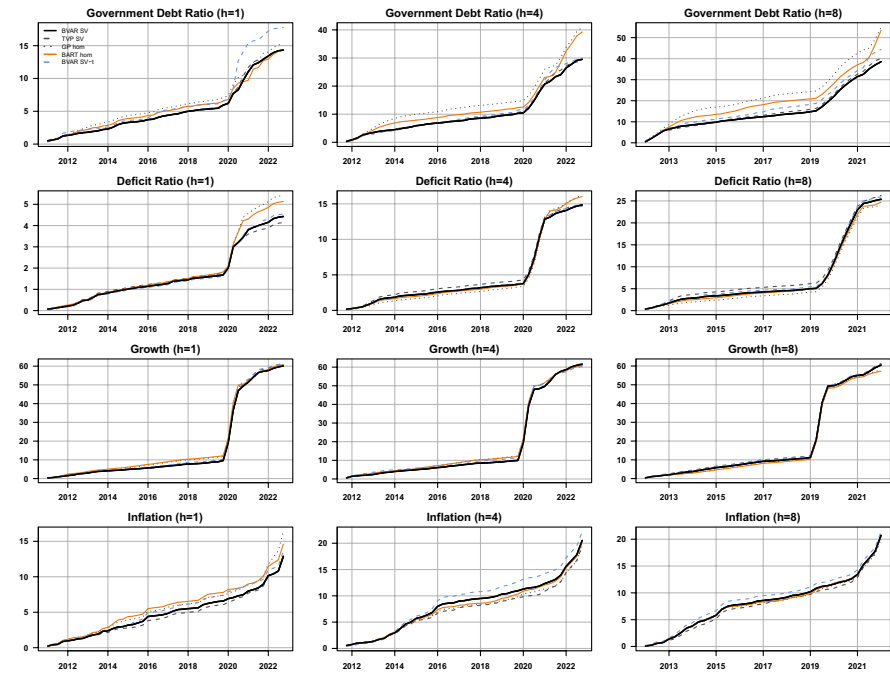 Government Debt Ratio (h=1)
Government Debt Ratio (h=4)
Government Debt Ratio (h=8)
BVAR SV
TVP SV
GP hom
BART hom
BVAR SV−t
15
10
5
0
2012 2014 2016 2018 2020 2022
40
30
20
10
0
2012 2014 2016 2018 2020 2022
50
40
30
20
10
0
2013 2015 2017 2019 2021
Deficit Ratio (h=1)
Deficit Ratio (h=4)
Deficit Ratio (h=8)
5
4
3
2
1
0
2012 2014 2016 2018 2020 2022
15
10
5
0
2012 2014 2016 2018 2020 2022
25
20
15
10
5
0
2013 2015 2017 2019 2021
Growth (h=1)
Growth (h=4)
Growth (h=8)
60
50
40
30
20
10
0
2012 2014 2016 2018 2020 2022
60
50
40
30
20
10
0
2012 2014 2016 2018 2020 2022
60
50
40
30
20
10
0
2013 2015 2017 2019 2021
Inflation (h=1)
Inflation (h=4)
Inflation (h=8)
15
10
5
0
2012 2014 2016 2018 2020 2022
20
15
10
5
0
2012 2014 2016 2018 2020 2022
20
15
10
5
0
2013 2015 2017 2019 2021